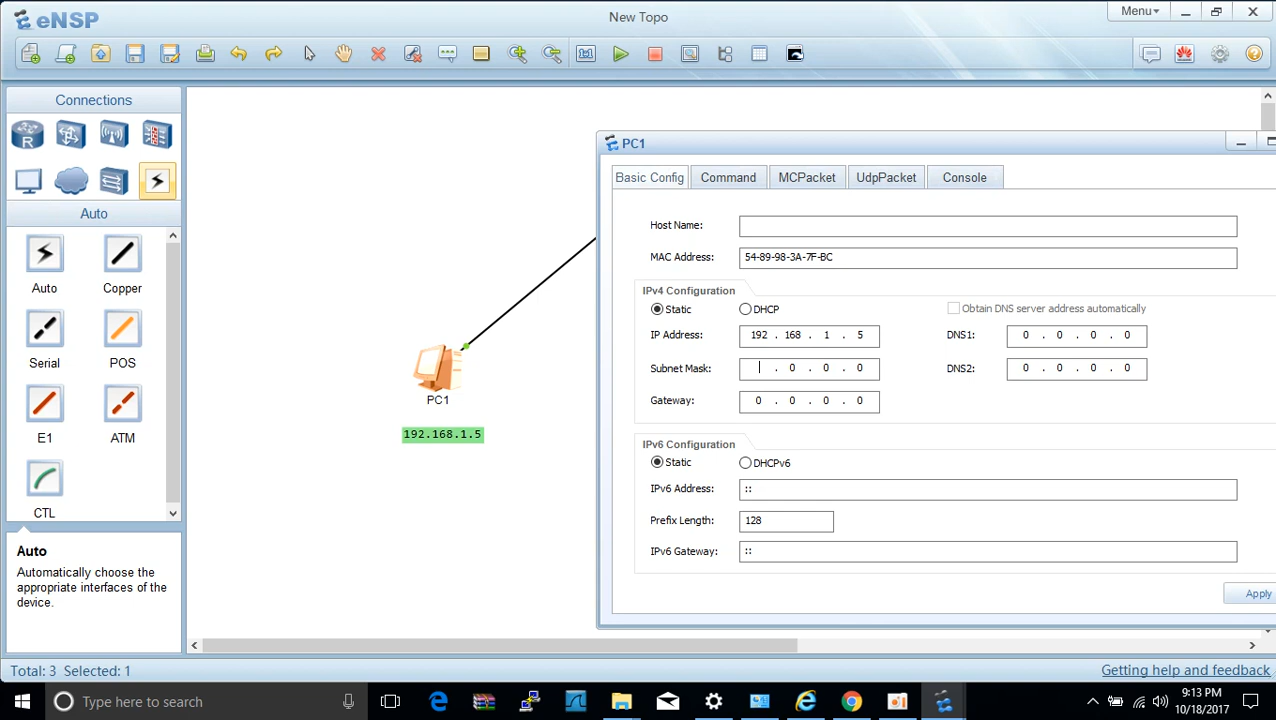 eNSP
New Topo
Menu
Connections
Auto
Auto
Copper
Serial
POS
E1
ATM
CTL
Auto
Automatically choose the
appropriate interfaces of the
device.
PC1
192.168.1.5
PC1
Basic Config
Command
MCPacket
UdpPacket
Console
Host Name:
MAC Address:
54-89-98-3A-7F-BC
IPv4 Configuration
Static
DHCP
Obtain DNS server address automatically
IP Address:
192 . 168 . 1 . 5
DNS1:
0 . 0 . 0 . 0
Subnet Mask:
. 0 . 0 . 0
DNS2:
0 . 0 . 0 . 0
Gateway:
0 . 0 . 0 . 0
IPv6 Configuration
Static
DHCPv6
IPv6 Address:
::
Prefix Length:
128
IPv6 Gateway:
::
Apply
Total: 3 Selected: 1
Getting help and feedback
Type here to search
9:13 PM
10/18/2017